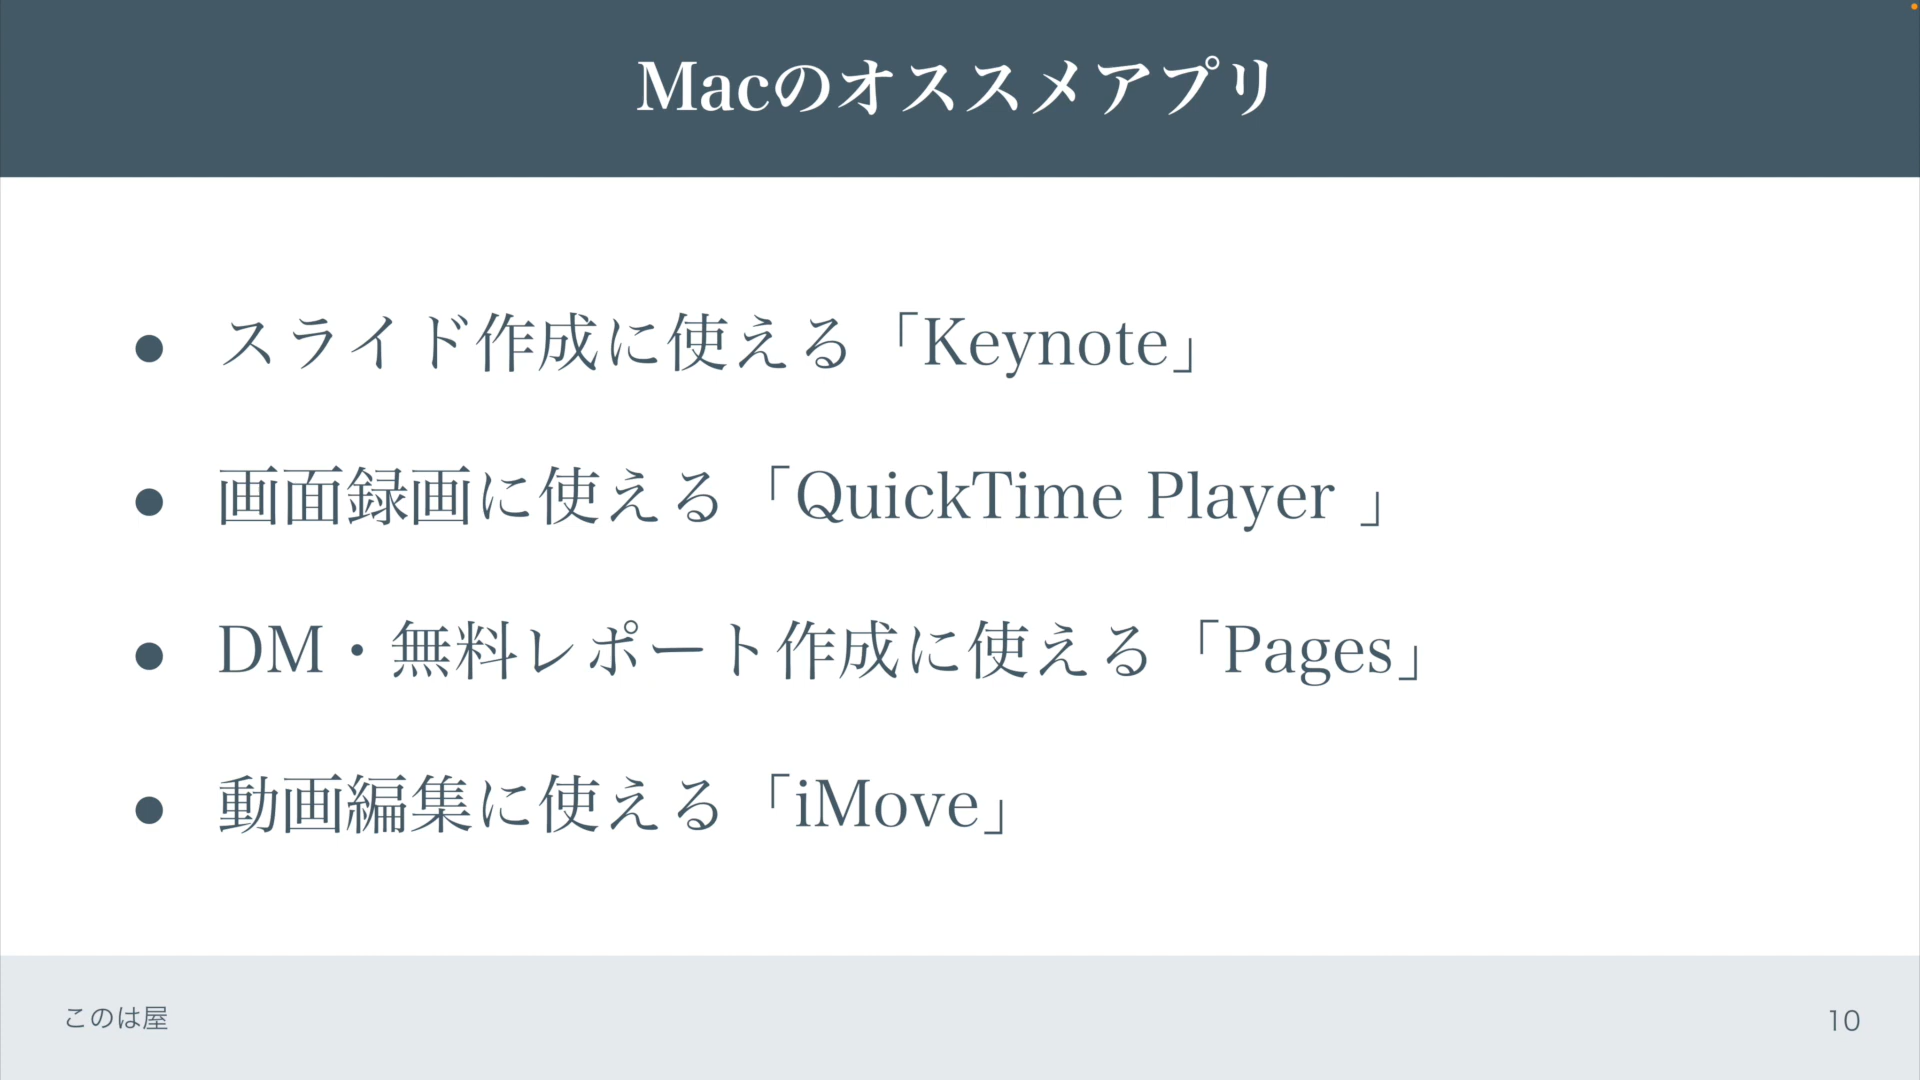 Macのオススメアプリ
● スライド作成に使える「Keynote」
● 画面録画に使える「QuickTime Player 」
● DM・無料レポート作成に使える「Pages」
● 動画編集に使える「iMove」
このは屋
10